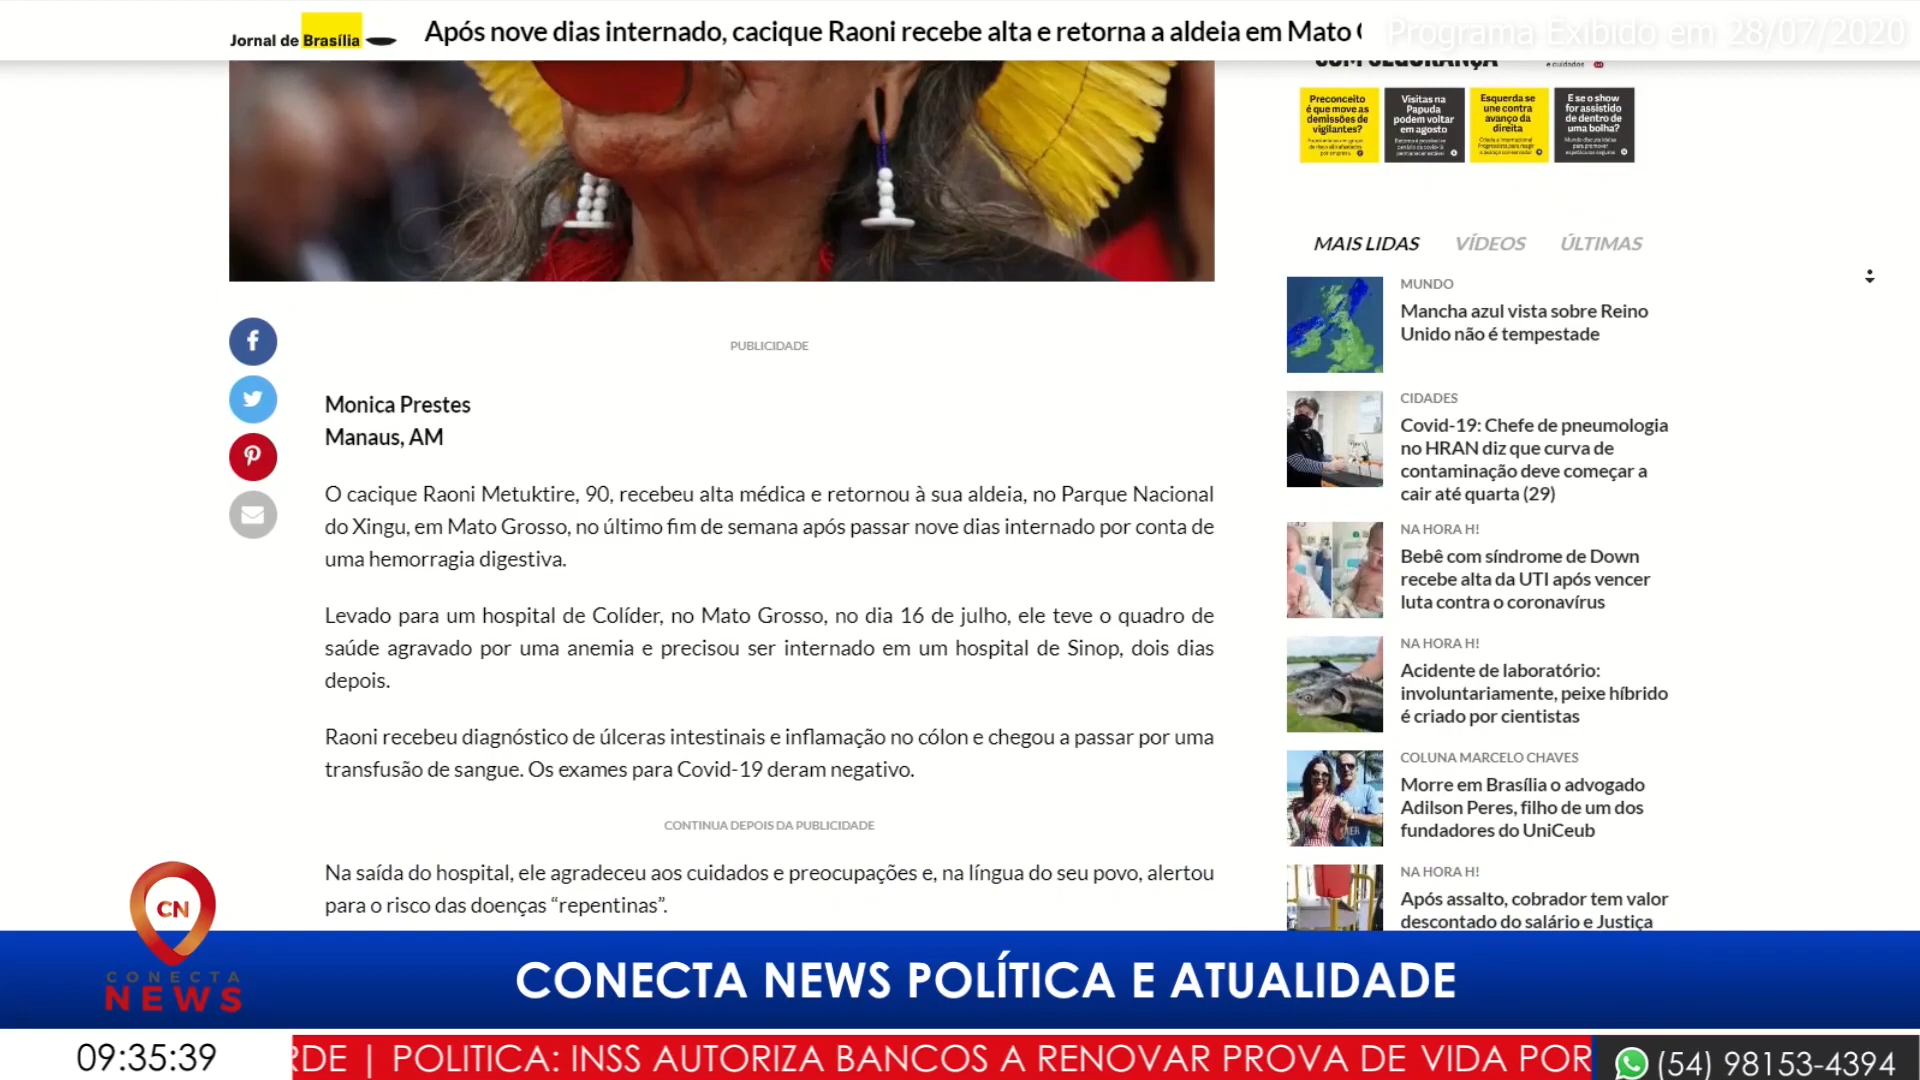 Jornal de Brasília
Após nove dias internado, cacique Raoni recebe alta e retorna a aldeia em Mato
Programa Exibido em 28/07/2020
COM SEGURANÇA
e cuidados
Preconceito
é que move as
demissões de
vigilantes?
Visitas na
Papuda
podem voltar
em agosto
Esquerda se
une contra
avanço da
direita
E se o show
for assistido
de dentro de
uma bolha?
MAIS LIDAS
VÍDEOS
ÚLTIMAS
PUBLICIDADE
Monica Prestes
Manaus, AM
O cacique Raoni Metuktire, 90, recebeu alta médica e retornou à sua aldeia, no Parque Nacional
do Xingu, em Mato Grosso, no último fim de semana após passar nove dias internado por conta de
uma hemorragia digestiva.
Levado para um hospital de Colíder, no Mato Grosso, no dia 16 de julho, ele teve o quadro de
saúde agravado por uma anemia e precisou ser internado em um hospital de Sinop, dois dias
depois.
Raoni recebeu diagnóstico de úlceras intestinais e inflamação no cólon e chegou a passar por uma
transfusão de sangue. Os exames para Covid-19 deram negativo.
CONTINUA DEPOIS DA PUBLICIDADE
Na saída do hospital, ele agradeceu aos cuidados e preocupações e, na língua do seu povo, alertou
para o risco das doenças “repentinas”.
MUNDO
Mancha azul vista sobre Reino
Unido não é tempestade
CIDADES
Covid-19: Chefe de pneumologia
no HRAN diz que curva de
contaminação deve começar a
cair até quarta (29)
NA HORA H!
Bebê com síndrome de Down
recebe alta da UTI após vencer
luta contra o coronavírus
NA HORA H!
Acidente de laboratório:
involuntariamente, peixe híbrido
é criado por cientistas
COLUNA MARCELO CHAVES
Morre em Brasília o advogado
Adilson Peres, filho de um dos
fundadores do UniCeub
NA HORA H!
Após assalto, cobrador tem valor
descontado do salário e Justiça
CN
CONECTA
NEWS
CONECTA NEWS POLÍTICA E ATUALIDADE
09:35:39
RDE | POLITICA: INSS AUTORIZA BANCOS A RENOVAR PROVA DE VIDA POR
(54) 98153-4394